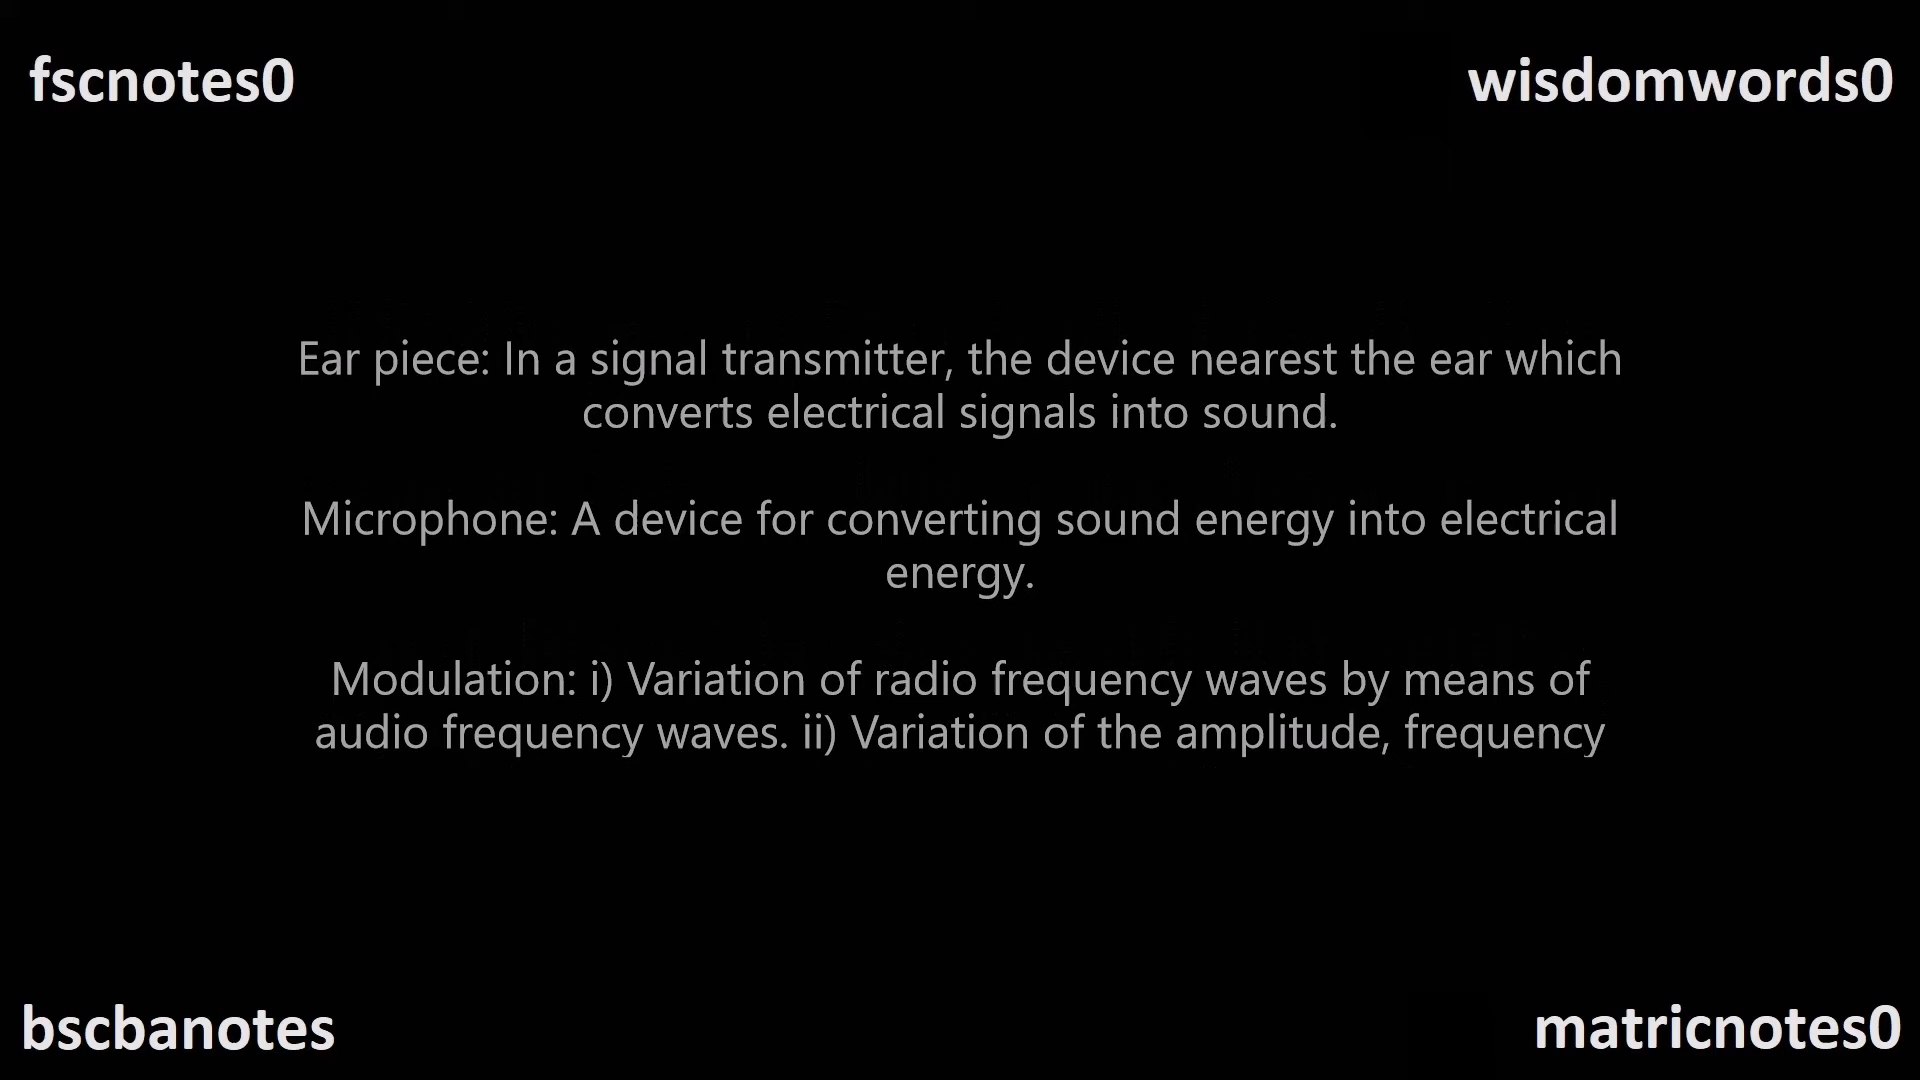 fscnotes0
wisdomwords0
Ear piece: In a signal transmitter, the device nearest the ear which
converts electrical signals into sound.
Microphone: A device for converting sound energy into electrical
energy.
Modulation: i) Variation of radio frequency waves by means of
audio frequency waves. ii) Variation of the amplitude, frequency
bscbanotes
matricnotes0